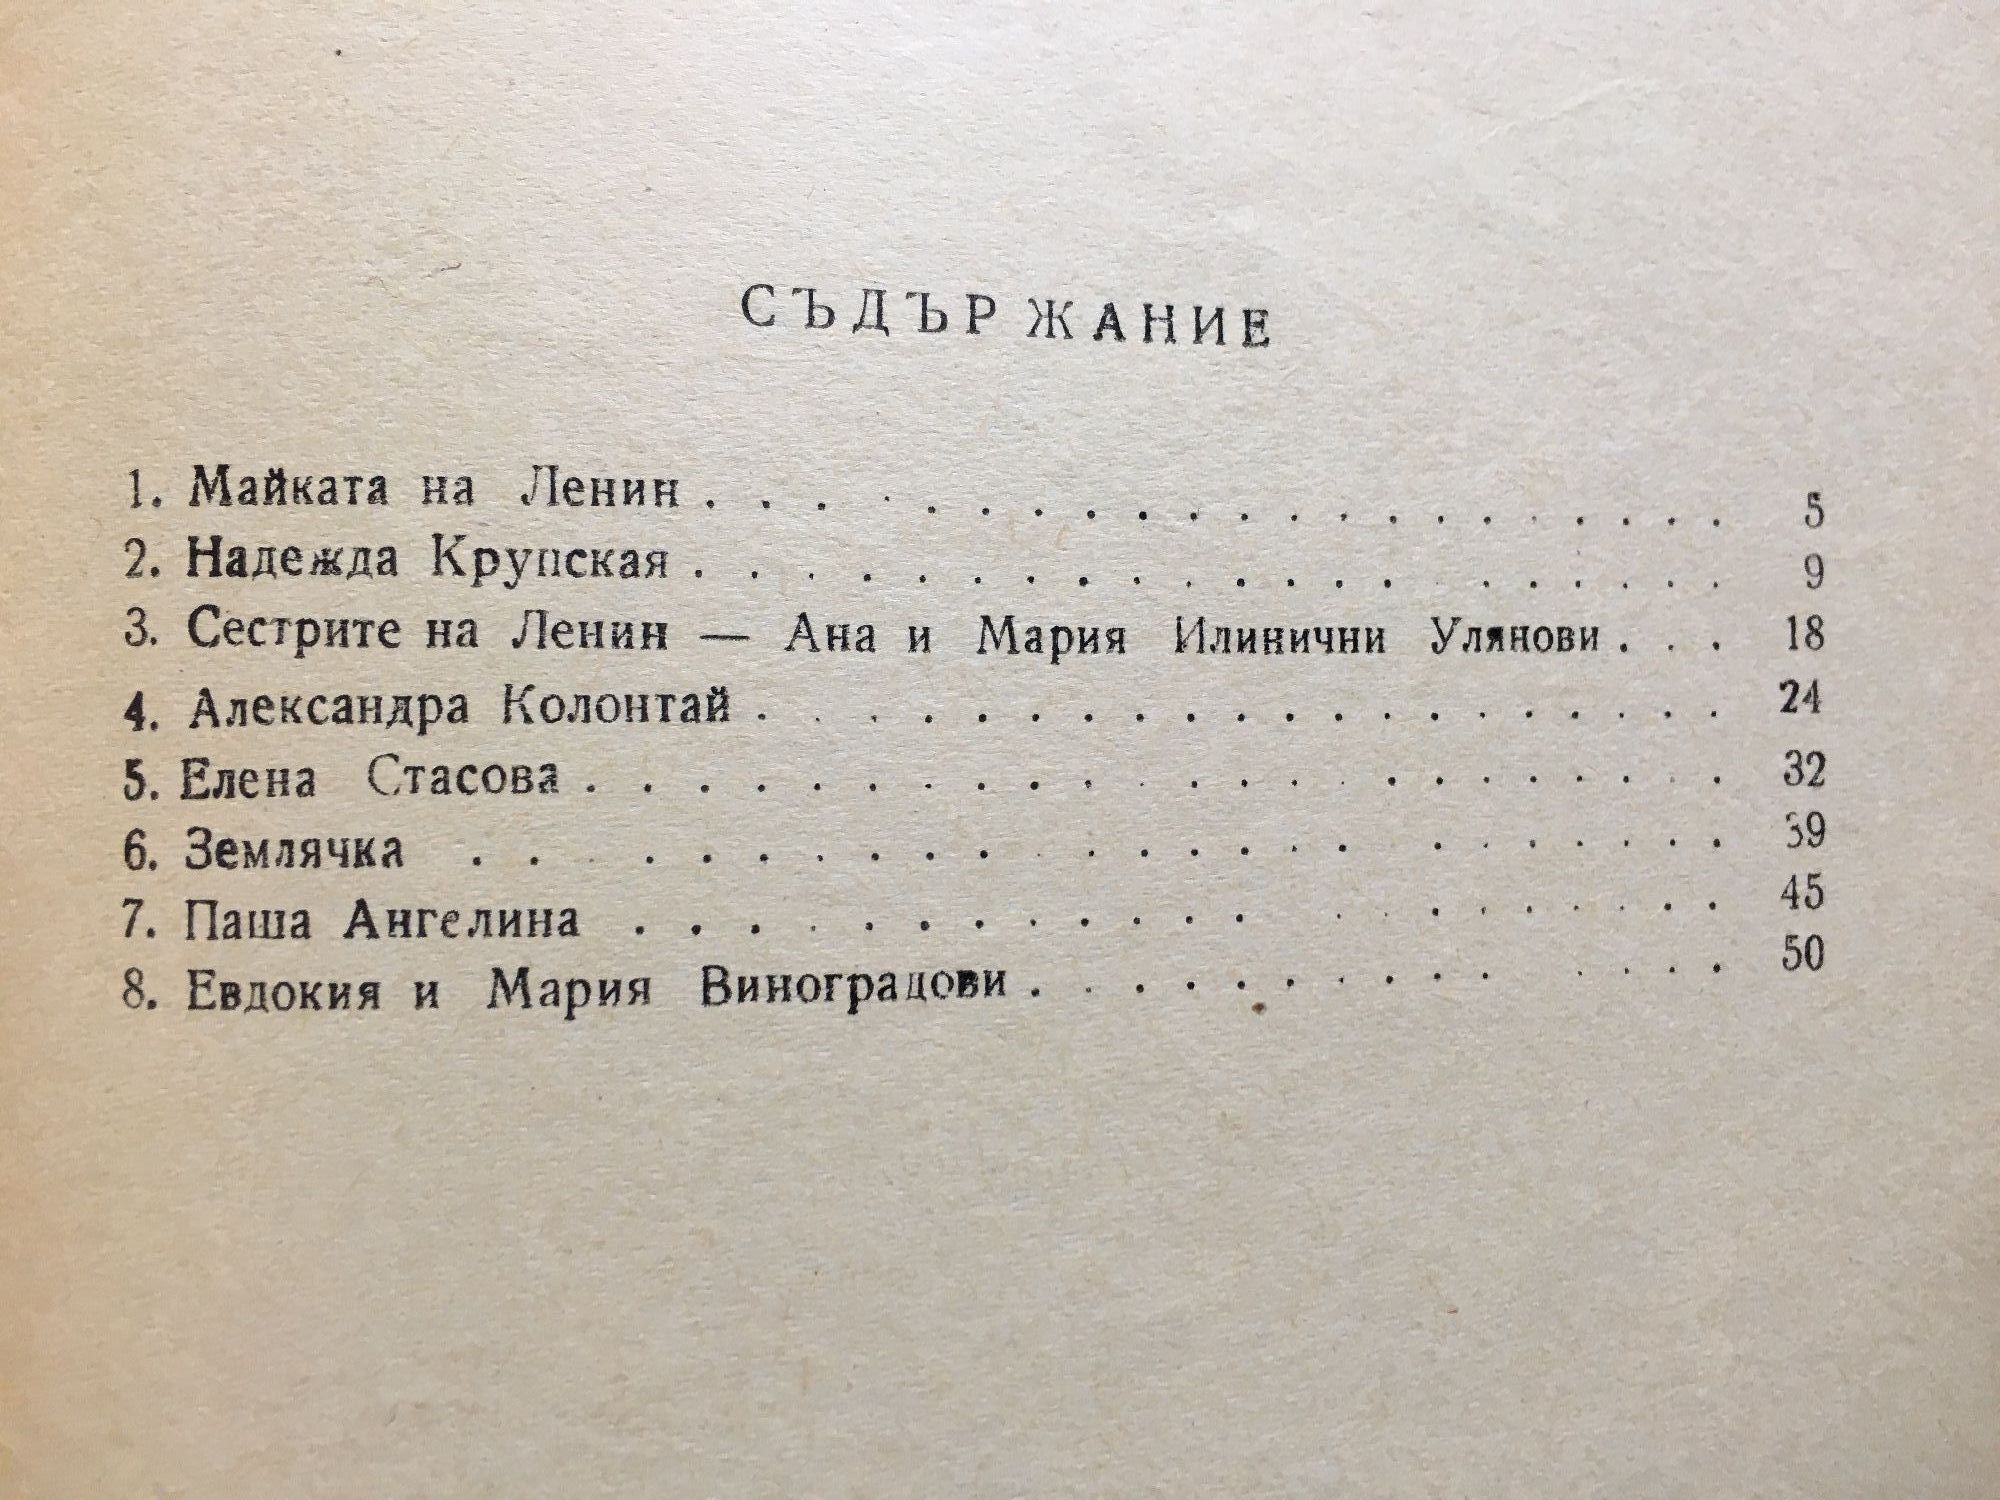 СЪДЪРЖАНИЕ
1. Майката на Ленин . . . . . . . . . . . . . . . . . . . . 5
2. Надежда Крупская . . . . . . . . . . . . . . . . . . . . 9
3. Сестрите на Ленин — Ана и Мария Илинични Улянови . . . 18
4. Александра Колонтай . . . . . . . . . . . . . . . . . . . 24
5. Елена Стасова . . . . . . . . . . . . . . . . . . . . . 32
6. Землячка . . . . . . . . . . . . . . . . . . . . . . . 39
7. Паша Ангелина . . . . . . . . . . . . . . . . . . . . 45
8. Евдокия и Мария Виноградови . . . . . . . . . . . . . 50